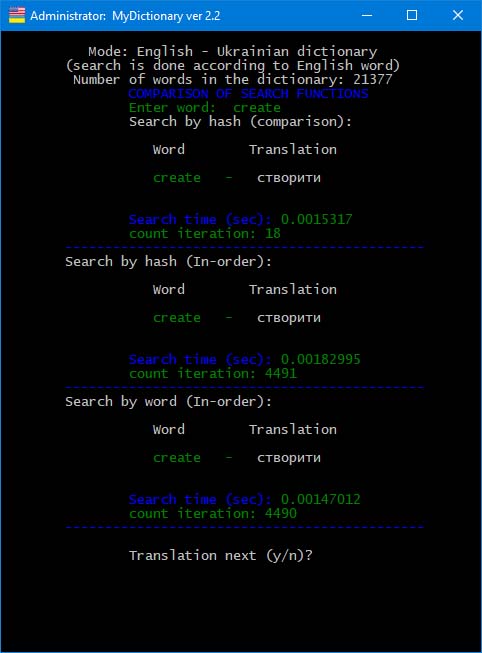 Administrator:  MyDictionary ver 2.2
Mode: English - Ukrainian dictionary
(search is done according to English word)
Number of words in the dictionary: 21377
COMPARISON OF SEARCH FUNCTIONS
Enter word:  create
Search by hash (comparison):
Word        Translation
create   -   створити
Search time (sec): 0.0015317
count iteration: 18
---------------------------------------------
Search by hash (In-order):
Word        Translation
create   -   створити
Search time (sec): 0.00182995
count iteration: 4491
---------------------------------------------
Search by word (In-order):
Word        Translation
create   -   створити
Search time (sec): 0.00147012
count iteration: 4490
---------------------------------------------
Translation next (y/n)?